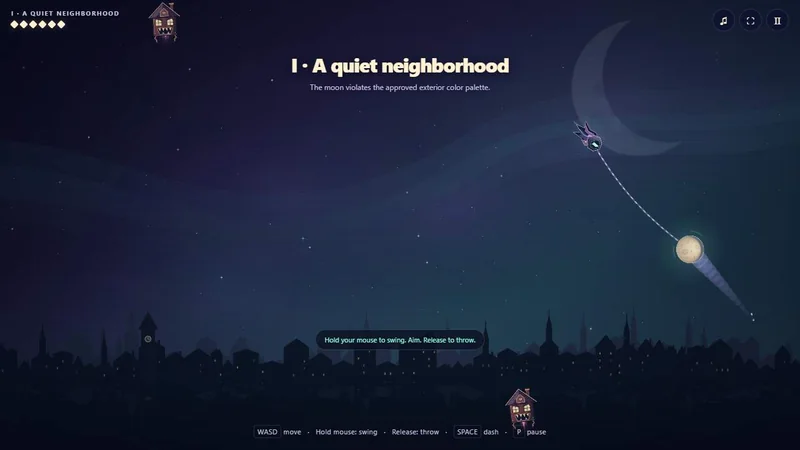 I · A QUIET NEIGHBORHOOD
I · A quiet neighborhood
The moon violates the approved exterior color palette.
Hold your mouse to swing. Aim. Release to throw.
WASD move · Hold mouse: swing · Release: throw · SPACE dash · P pause